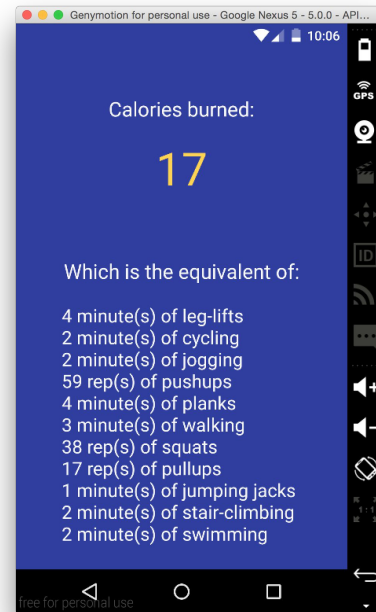 Genymotion for personal use - Google Nexus 5 - 5.0.0 - API...
10:06
GPS
Calories burned:
17
ID
Which is the equivalent of:
4 minute(s) of leg-lifts
2 minute(s) of cycling
2 minute(s) of jogging
59 rep(s) of pushups
4 minute(s) of planks
3 minute(s) of walking
38 rep(s) of squats
17 rep(s) of pullups
1 minute(s) of jumping jacks
2 minute(s) of stair-climbing
2 minute(s) of swimming
1:1
free for personal use